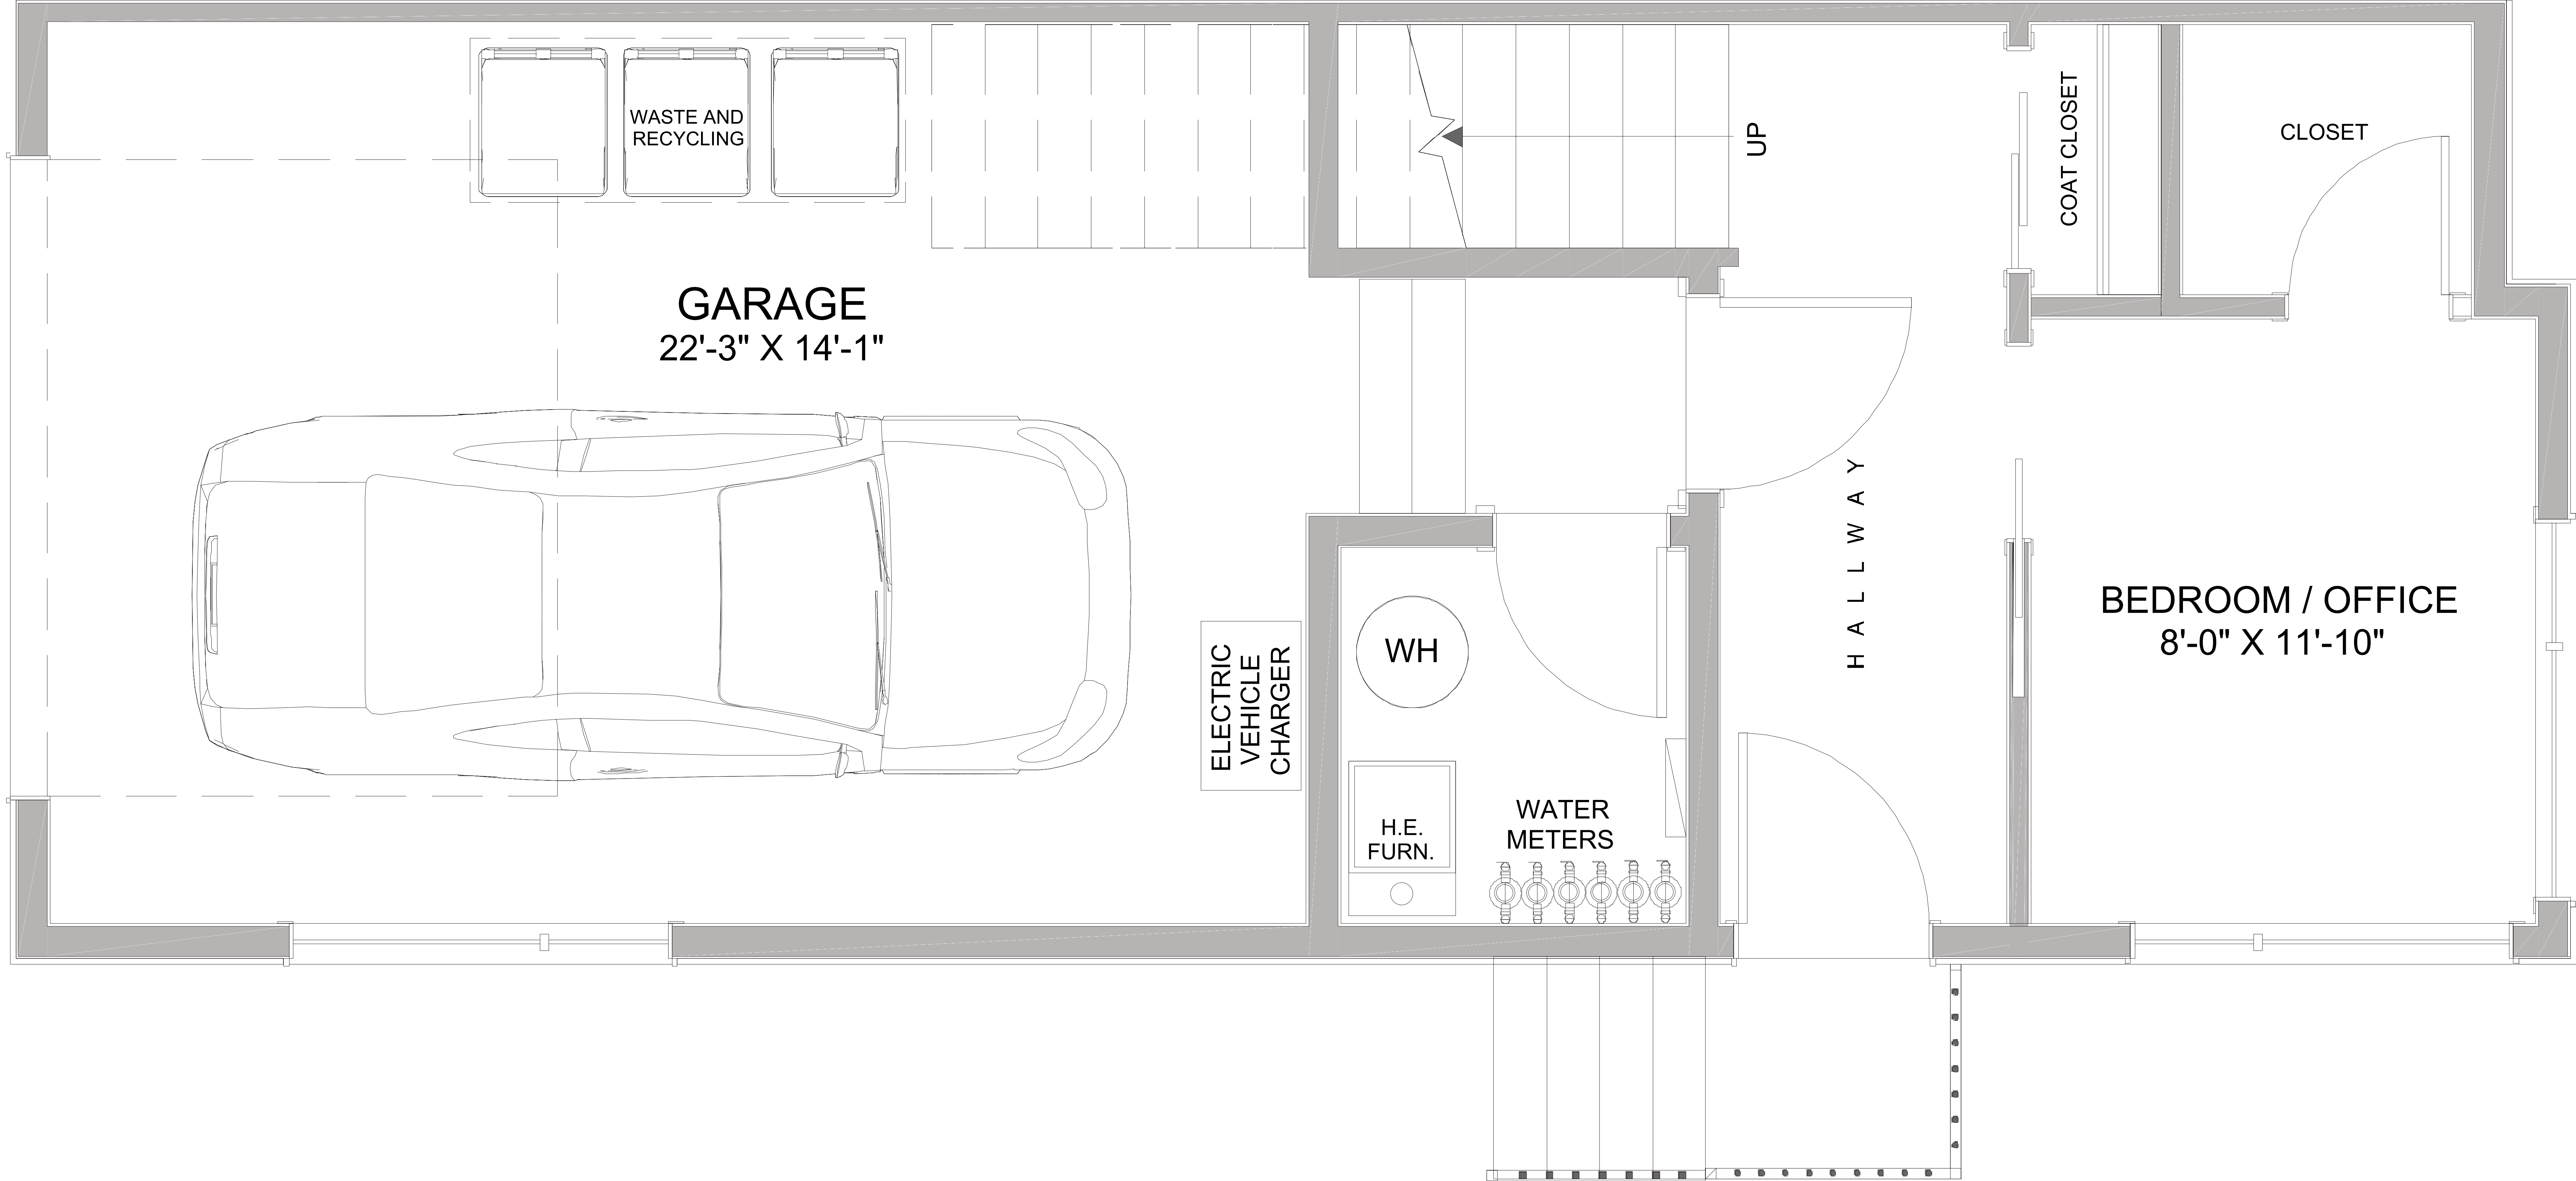 WASTE AND
RECYCLING
GARAGE
22'-3" X 14'-1"
UP
COAT CLOSET
CLOSET
HALLWAY
BEDROOM / OFFICE
8'-0" X 11'-10"
ELECTRIC
VEHICLE
CHARGER
WH
H.E.
FURN.
WATER
METERS